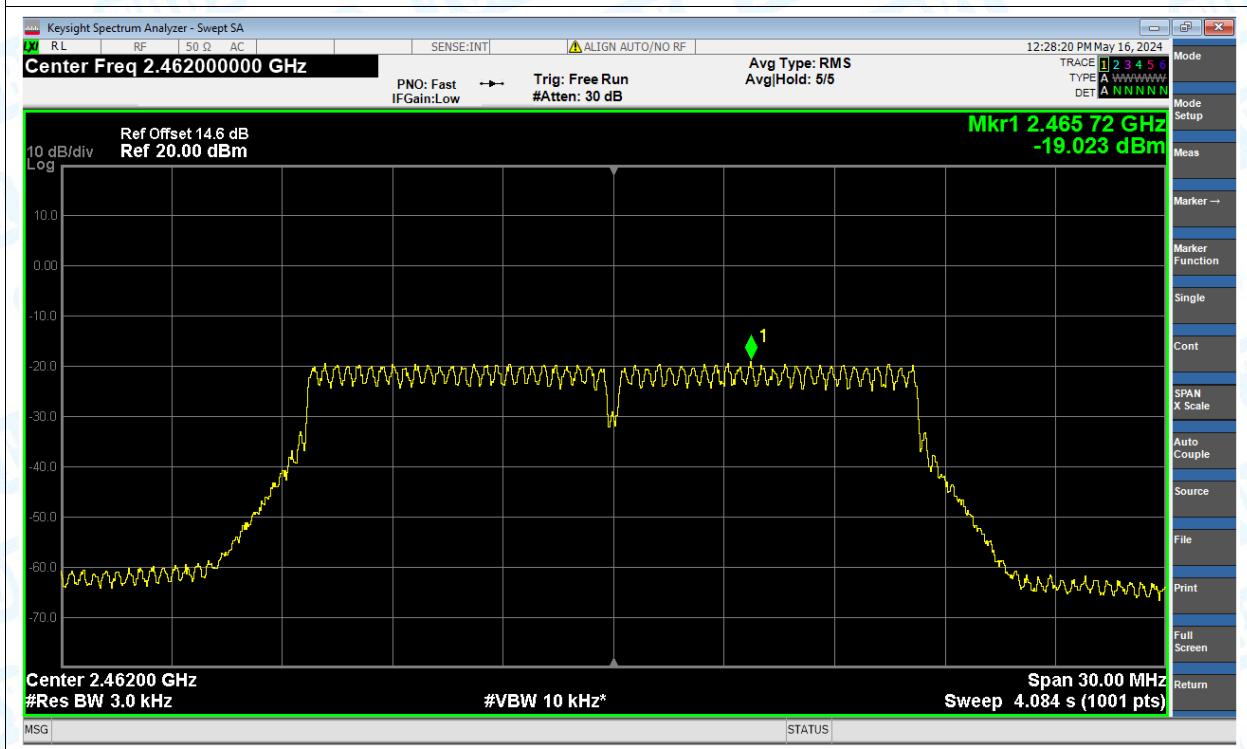 Keysight Spectrum Analyzer - Swept SA
LXI RL RF 50 Ω AC SENSE:INT ALIGN AUTO/NO RF 12:28:20 PM May 16, 2024
Center Freq 2.462000000 GHz
PNO: Fast
IFGain:Low
Trig: Free Run
#Atten: 30 dB
Avg Type: RMS
Avg|Hold: 5/5
TRACE 1 2 3 4 5 6
TYPE A WWWWW
DET A N N N N N
Ref Offset 14.6 dB
10 dB/div Ref 20.00 dBm
Log
Mkr1 2.465 72 GHz
-19.023 dBm
10.0
0.00
-10.0
1
-20.0
-30.0
-40.0
-50.0
-60.0
-70.0
Center 2.46200 GHz
#Res BW 3.0 kHz
#VBW 10 kHz*
Span 30.00 MHz
Sweep 4.084 s (1001 pts)
MSG STATUS
Mode
Mode
Setup
Meas
Marker →
Marker
Function
Single
Cont
SPAN
X Scale
Auto
Couple
Source
File
Print
Full
Screen
Return